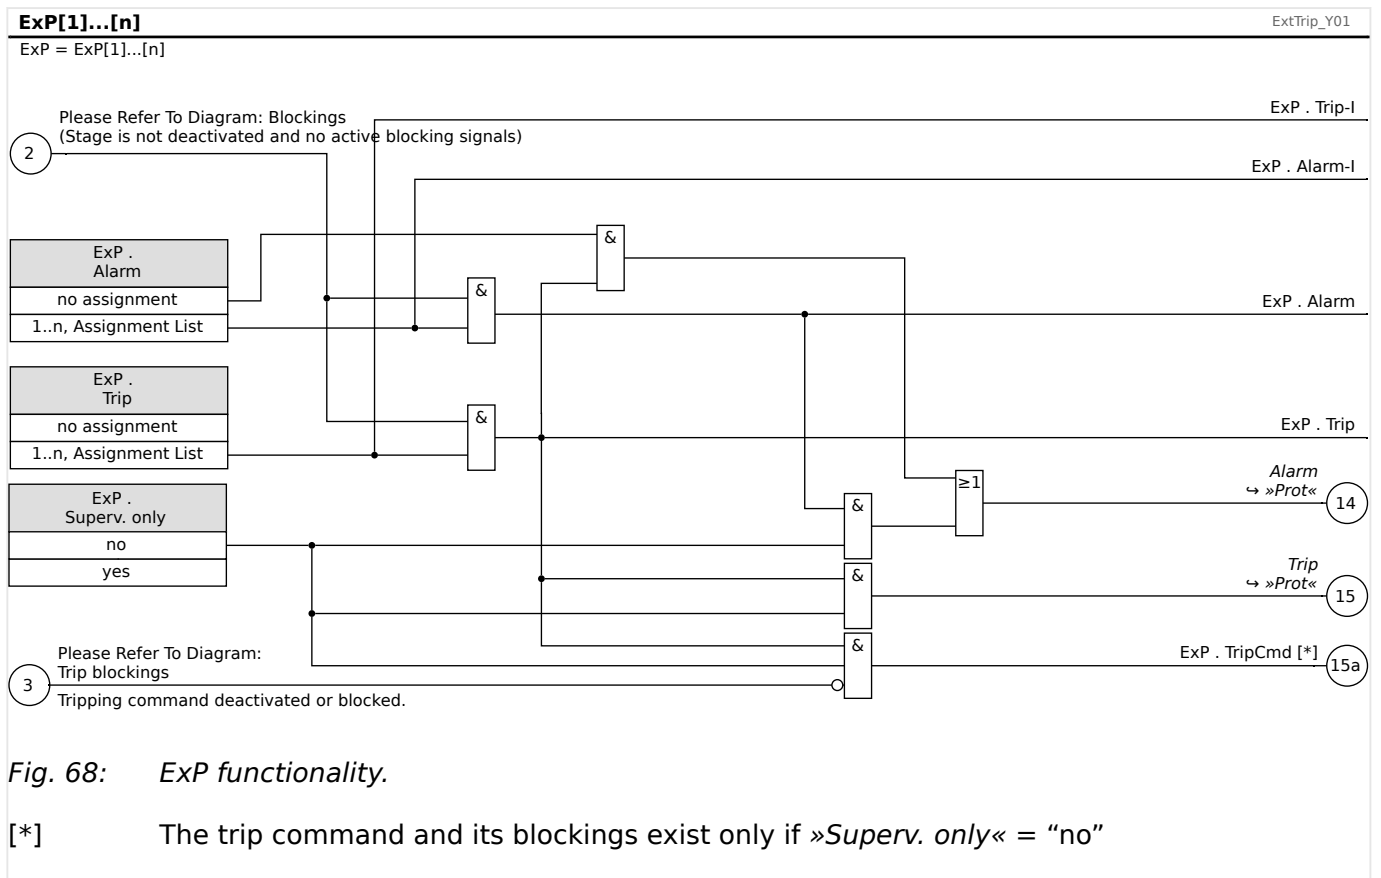 ExP[1]...[n]
ExtTrip_Y01
ExP = ExP[1]...[n]
ExP . Trip-I
Please Refer To Diagram: Blockings
(Stage is not deactivated and no active blocking signals)
2
ExP . Alarm-I
&
ExP .
Alarm
no assignment
1..n, Assignment List
&
ExP . Alarm
ExP .
Trip
no assignment
1..n, Assignment List
&
ExP . Trip
Alarm
↪ »Prot«
14
≥1
ExP .
Superv. only
no
yes
&
Trip
↪ »Prot«
15
&
&
ExP . TripCmd [*]
15a
Please Refer To Diagram:
Trip blockings
3
Tripping command deactivated or blocked.
Fig. 68: ExP functionality.
[*] The trip command and its blockings exist only if »Superv. only« = “no”